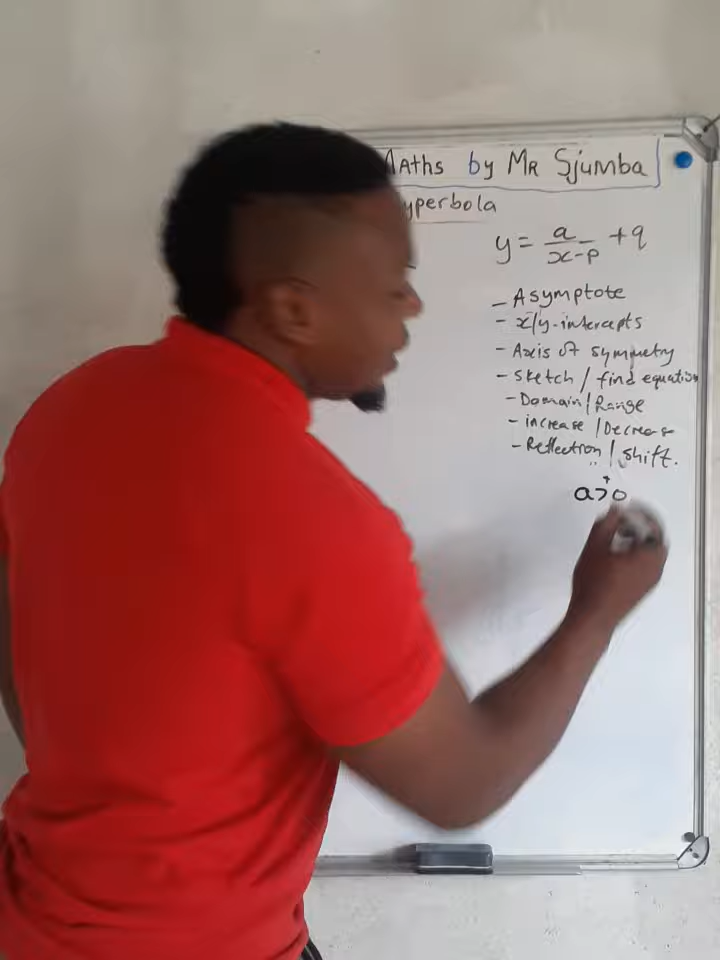 Maths by Mr Sjumba
yperbola
y = a/(x-p) + q
- Asymptote
- x/y-intercepts
- Axis of symmetry
- Sketch / find equation
- Domain / Range
- increase / Decrease
- Reflection / shift.
+
a>0